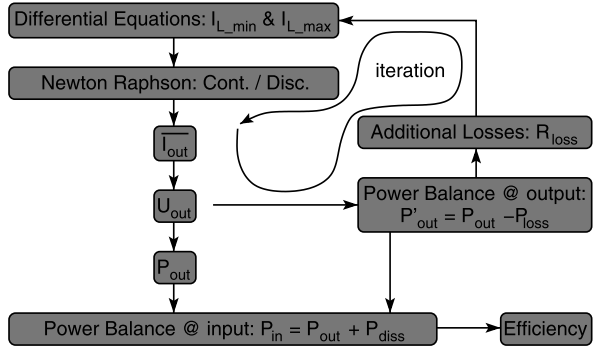 Differential Equations: I_L_min & I_L_max
Newton Raphson: Cont. / Disc.
iteration
I̅_out
Additional Losses: R_loss
U_out
Power Balance @ output:
P'_out = P_out −P_loss
P_out
Power Balance @ input: P_in = P_out + P_diss
Efficiency